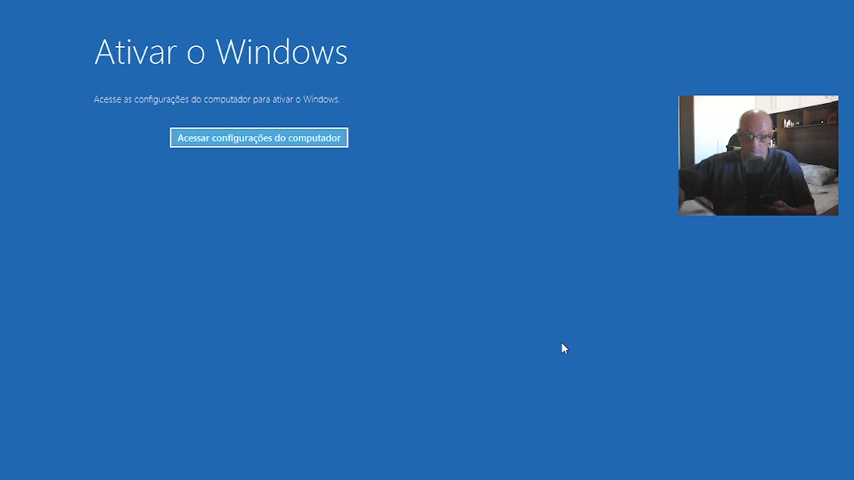 Ativar o Windows
Acesse as configurações do computador para ativar o Windows.
Acessar configurações do computador